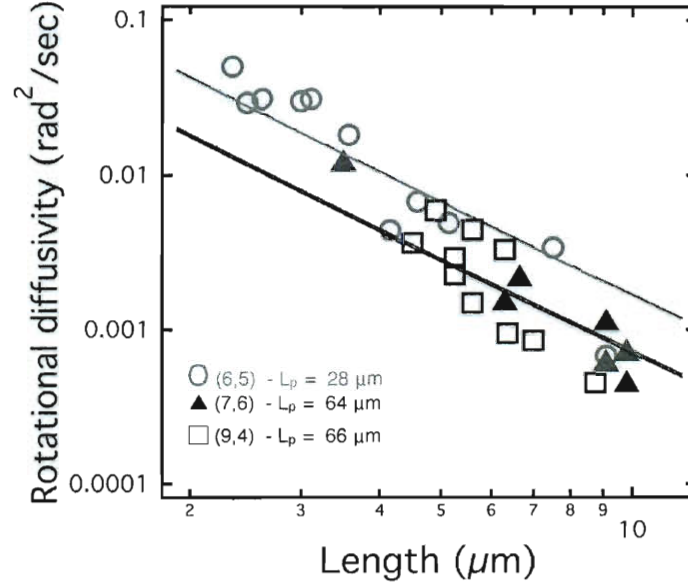 Rotational diffusivity (rad²/sec)
0.1
0.01
0.001
0.0001
(6,5) - Lp = 28 μm
(7,6) - Lp = 64 μm
(9,4) - Lp = 66 μm
2 3 4 5 6 7 8 9 10
Length (μm)